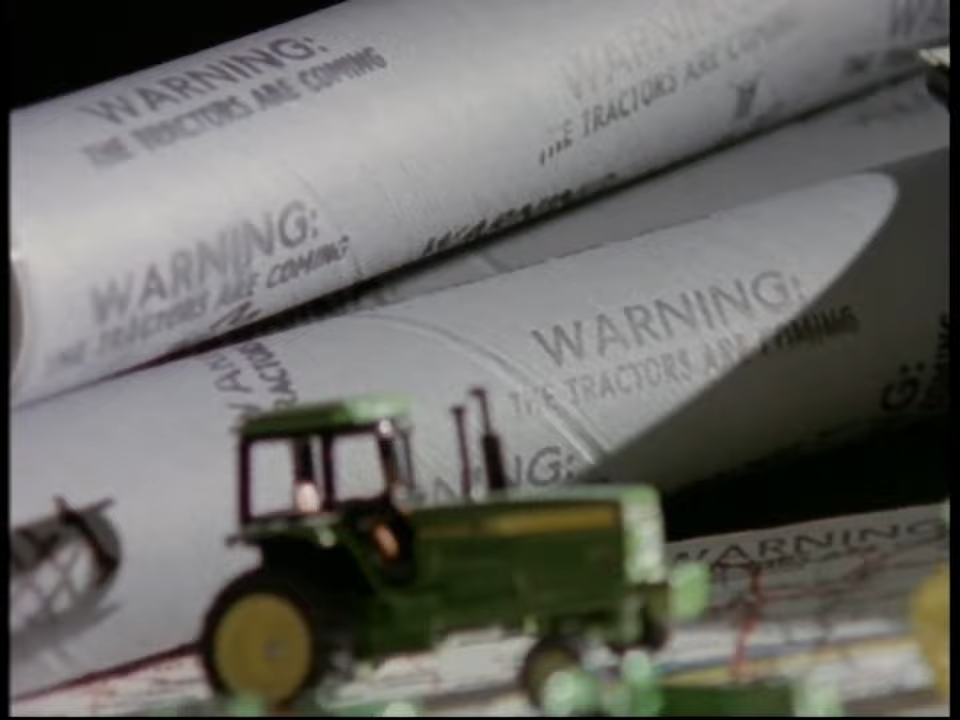 WARNING:
THE TRACTORS ARE COMING
WARNING:
THE TRACTORS ARE COMING
WARNING:
THE TRACTORS ARE COMING
WARNING:
THE TRACTORS ARE COMING
WARNING